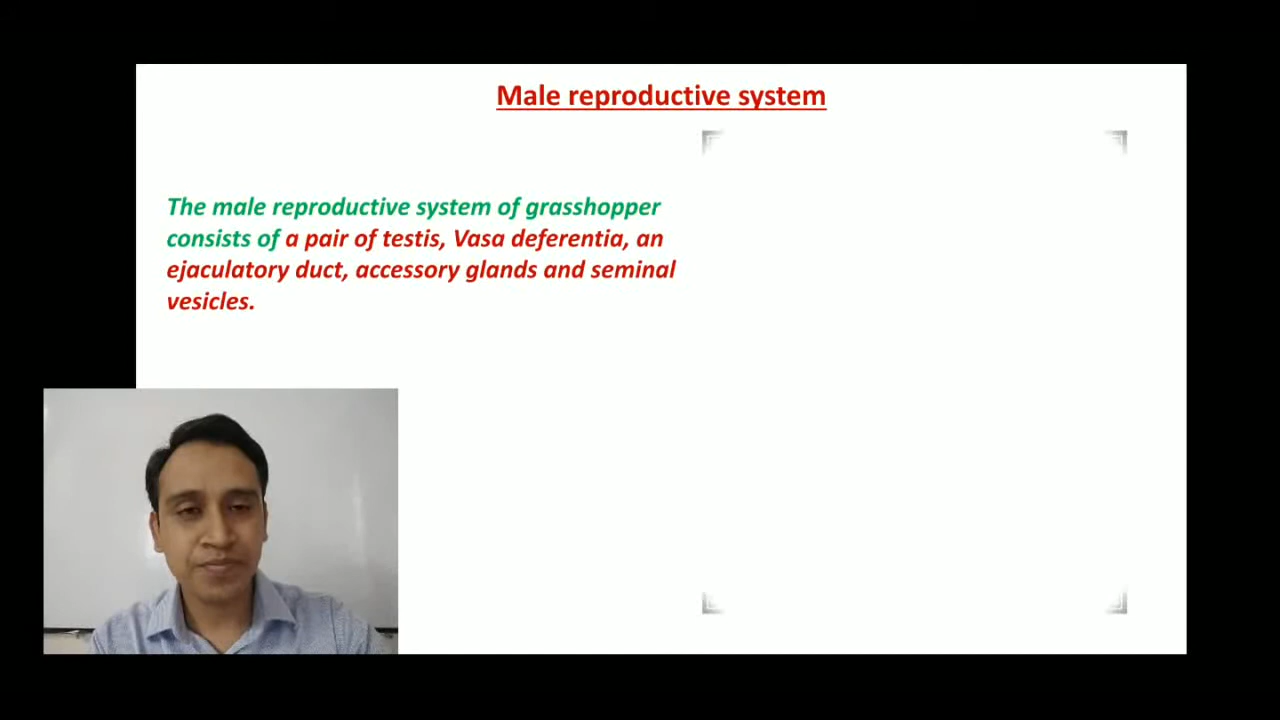 Male reproductive system
The male reproductive system of grasshopper
consists of a pair of testis, Vasa deferentia, an
ejaculatory duct, accessory glands and seminal
vesicles.